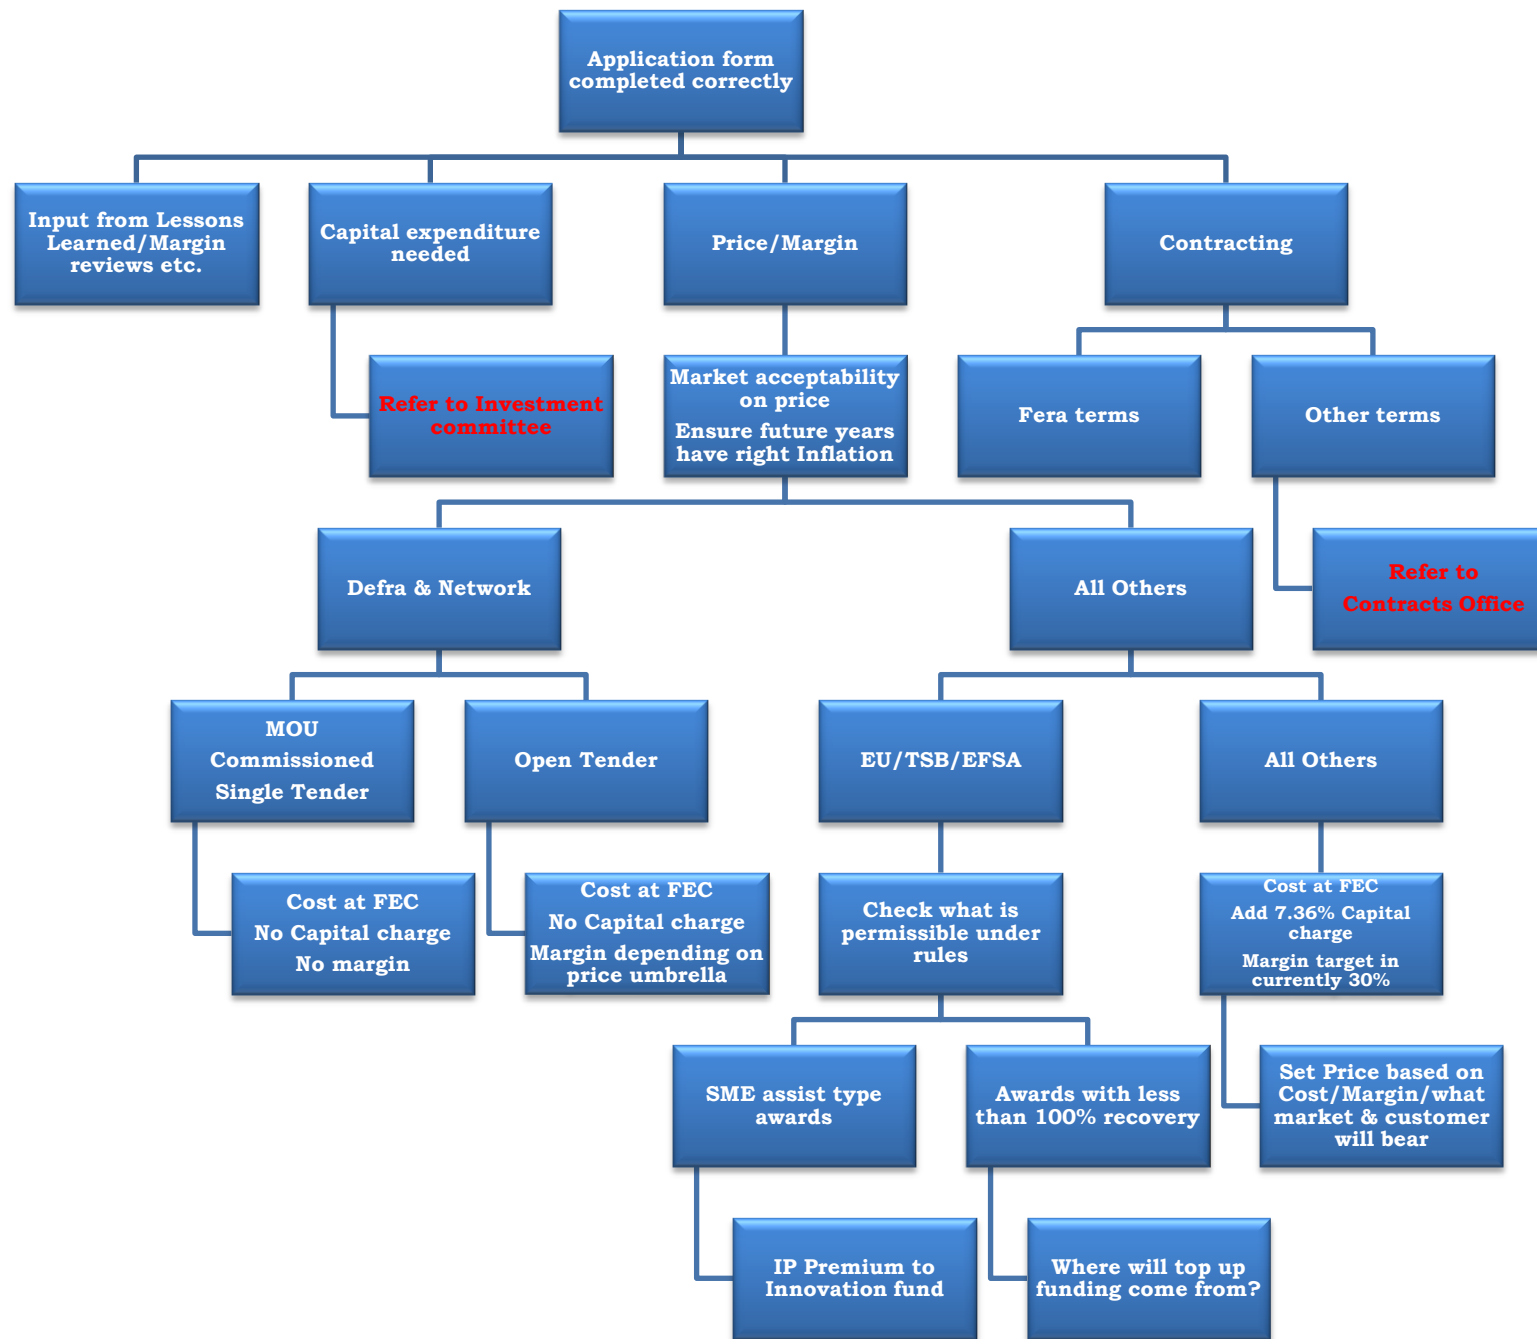 Application form
completed correctly
Input from Lessons
Learned/Margin
reviews etc.
Capital expenditure
needed
Price/Margin
Contracting
Refer to Investment
committee
Market acceptability
on price
Ensure future years
have right Inflation
Fera terms
Other terms
Defra & Network
All Others
Refer to
Contracts Office
MOU
Commissioned
Single Tender
Open Tender
EU/TSB/EFSA
All Others
Cost at FEC
No Capital charge
No margin
Cost at FEC
No Capital charge
Margin depending on
price umbrella
Check what is
permissible under
rules
Cost at FEC
Add 7.36% Capital
charge
Margin target in
currently 30%
SME assist type
awards
Awards with less
than 100% recovery
Set Price based on
Cost/Margin/what
market & customer
will bear
IP Premium to
Innovation fund
Where will top up
funding come from?